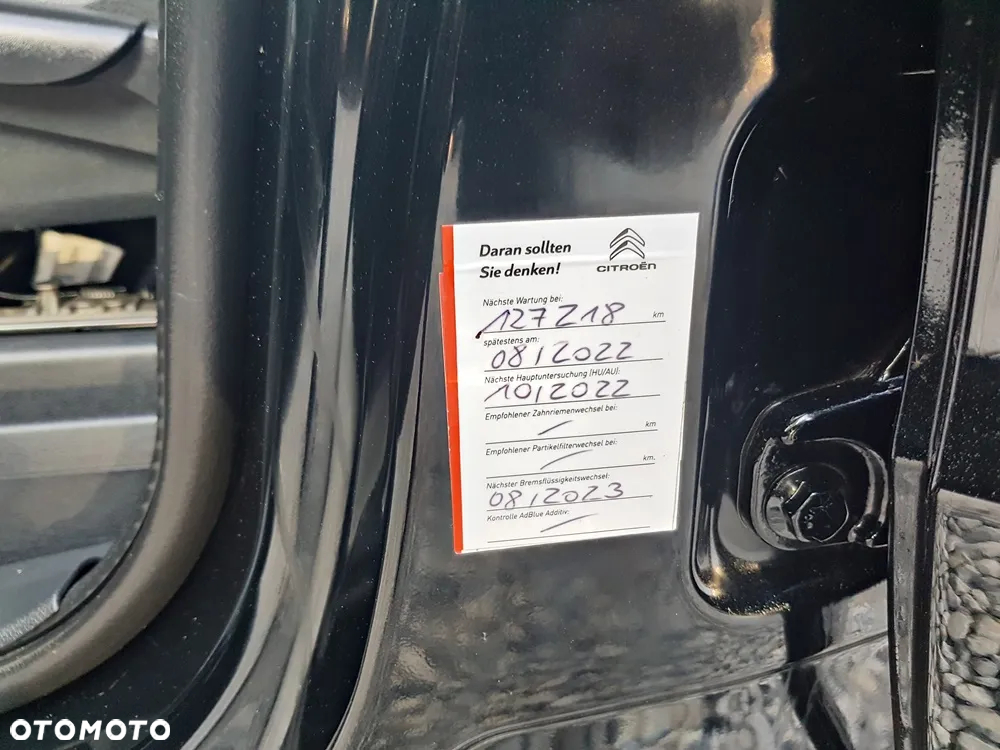 Daran sollten
Sie denken!
CITROËN
Nächste Wartung bei:
127218 km
spätestens am:
08/2022
Nächste Hauptuntersuchung (HU/AU):
10/2022
Empfohlener Zahnriemenwechsel bei:
— km
Empfohlener Partikelfilterwechsel bei:
— km.
Nächster Bremsflüssigkeitswechsel:
08/2023
Kontrolle AdBlue Additiv:
—
OTOMOTO